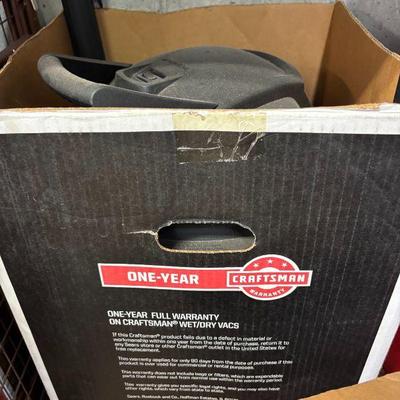 ONE-YEAR
CRAFTSMAN
WARRANTY
ONE-YEAR FULL WARRANTY
ON CRAFTSMAN® WET/DRY VACS
If this Craftsman® product fails due to a defect in material or
workmanship within one year from the date of purchase, return it to
any Sears store or other Craftsman® outlet in the United States for
free replacement.
This warranty applies for only 90 days from the date of purchase if this
product is ever used for commercial or rental purposes.
This warranty does not include bags or filters, which are expendable
parts that can wear out from normal use within the warranty period.
This warranty gives you specific legal rights, and you may also have
other rights, which vary from state to state.
Sears, Roebuck and Co., Hoffman Estates, IL